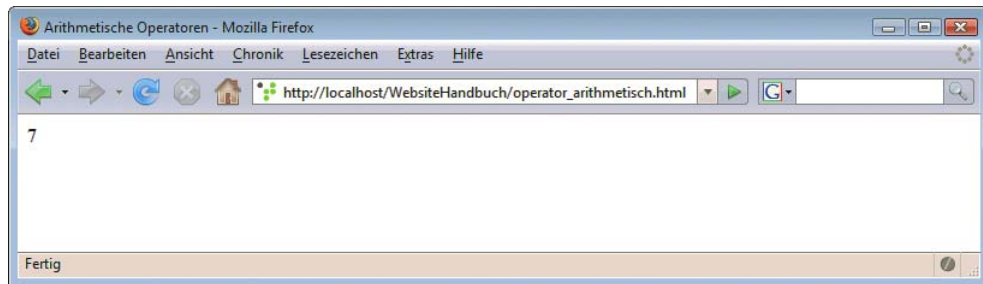 Arithmetische Operatoren - Mozilla Firefox
Datei Bearbeiten Ansicht Chronik Lesezeichen Extras Hilfe
http://localhost/WebsiteHandbuch/operator_arithmetisch.html G
7
Fertig